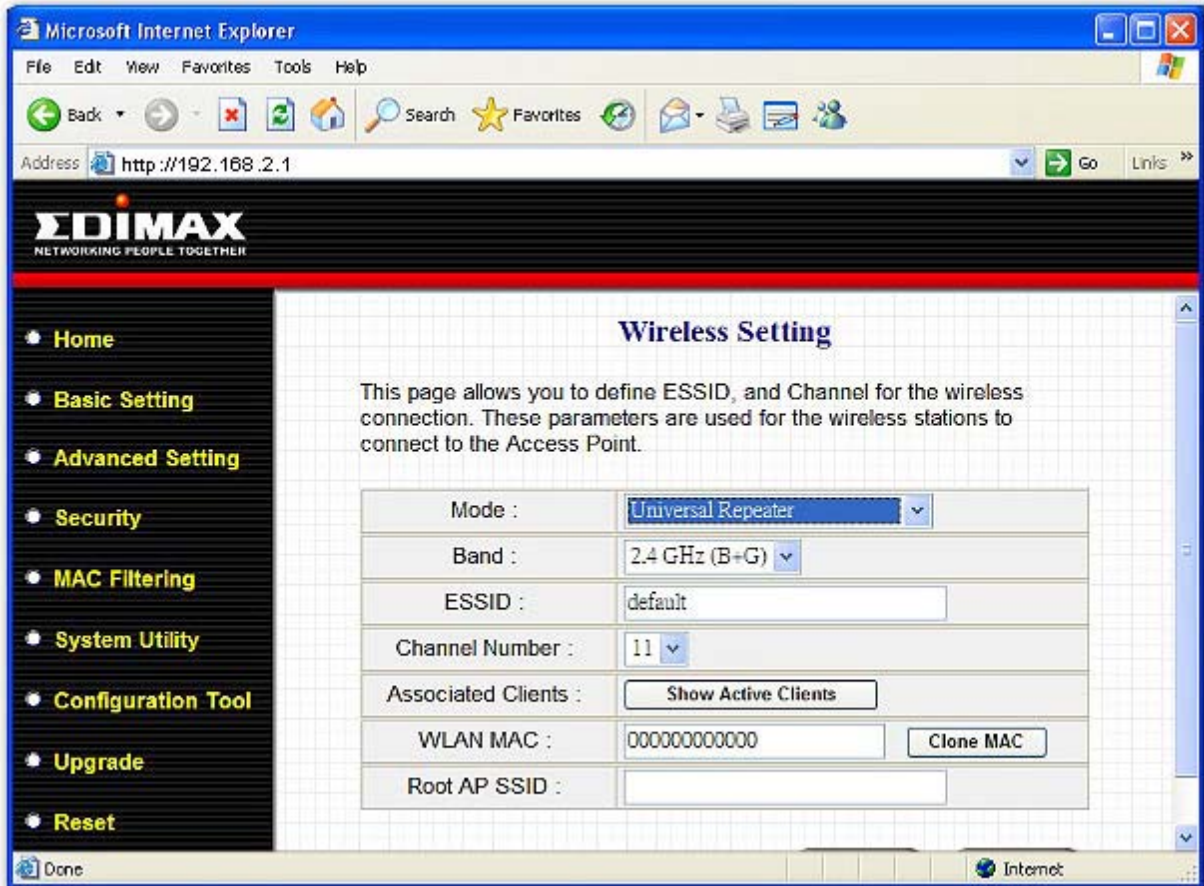 Microsoft Internet Explorer
File Edit View Favorites Tools Help
Back Search Favorites
Address http://192.168.2.1 Go Links »
EDIMAX
NETWORKING PEOPLE TOGETHER
Home
Basic Setting
Advanced Setting
Security
MAC Filtering
System Utility
Configuration Tool
Upgrade
Reset
Wireless Setting
This page allows you to define ESSID, and Channel for the wireless
connection. These parameters are used for the wireless stations to
connect to the Access Point.
Mode : Universal Repeater
Band : 2.4 GHz (B+G)
ESSID : default
Channel Number : 11
Associated Clients : Show Active Clients
WLAN MAC : 000000000000 Clone MAC
Root AP SSID :
Done Internet